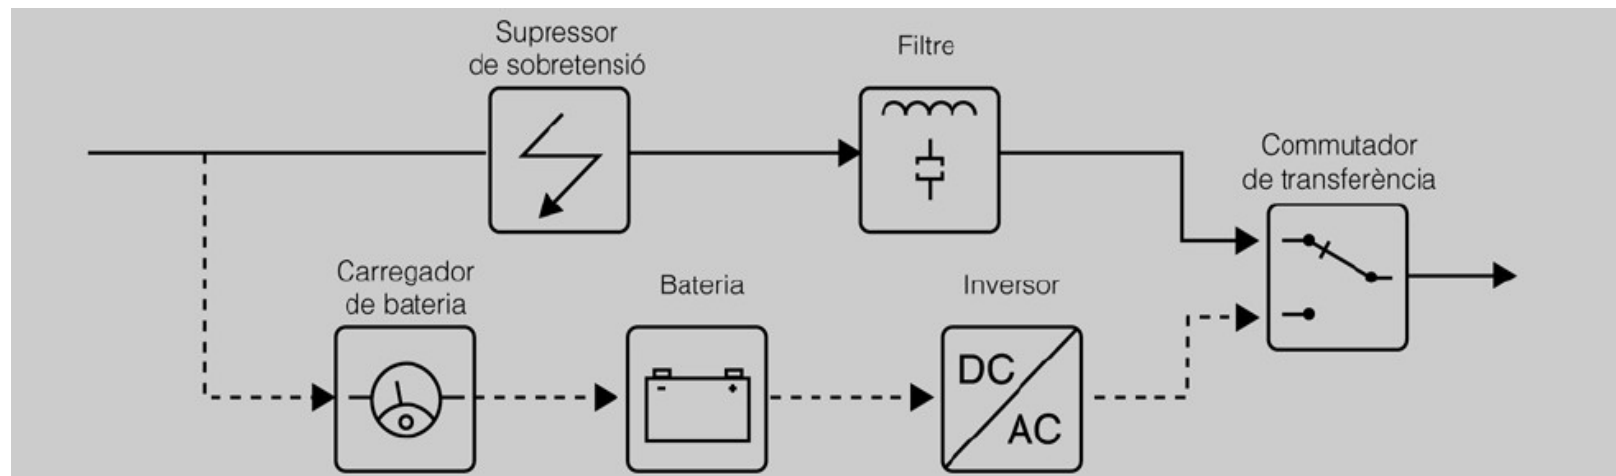 Supressor
de sobretensió
Filtre
Commutador
de transferència
Carregador
de bateria
Bateria
Inversor
- +
DC
AC